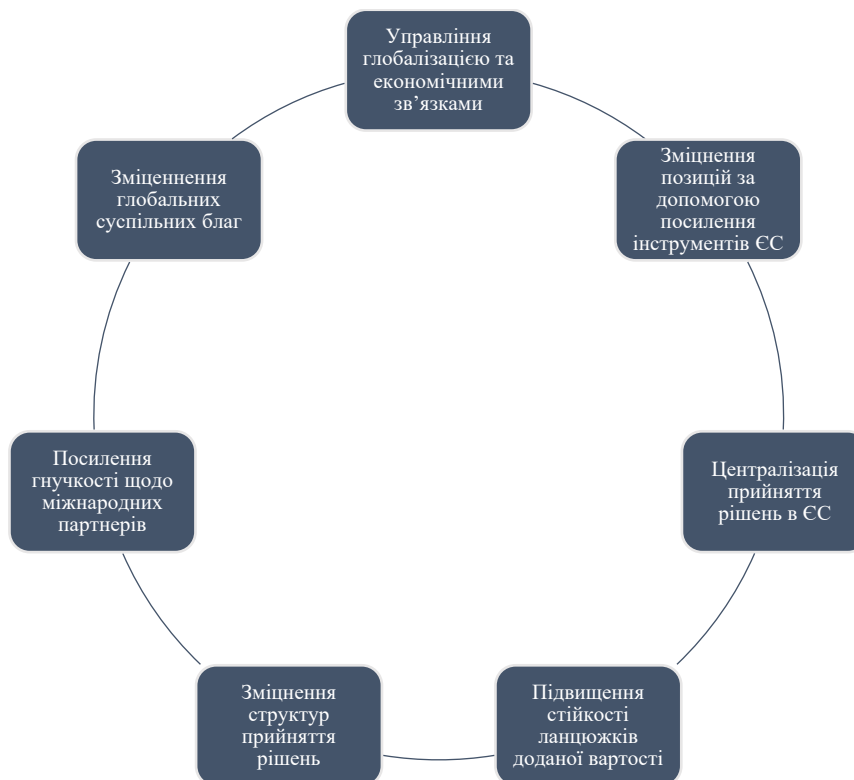 Управління
глобалізацією та
економічними
зв’язками
Зміцнення
позицій за
допомогою
посилення
інструментів ЄС
Централізація
прийняття
рішень в ЄС
Підвищення
стійкості
ланцюжків
доданої вартості
Зміцнення
структур
прийняття
рішень
Посилення
гнучкості щодо
міжнародних
партнерів
Зміценнення
глобальних
суспільних благ